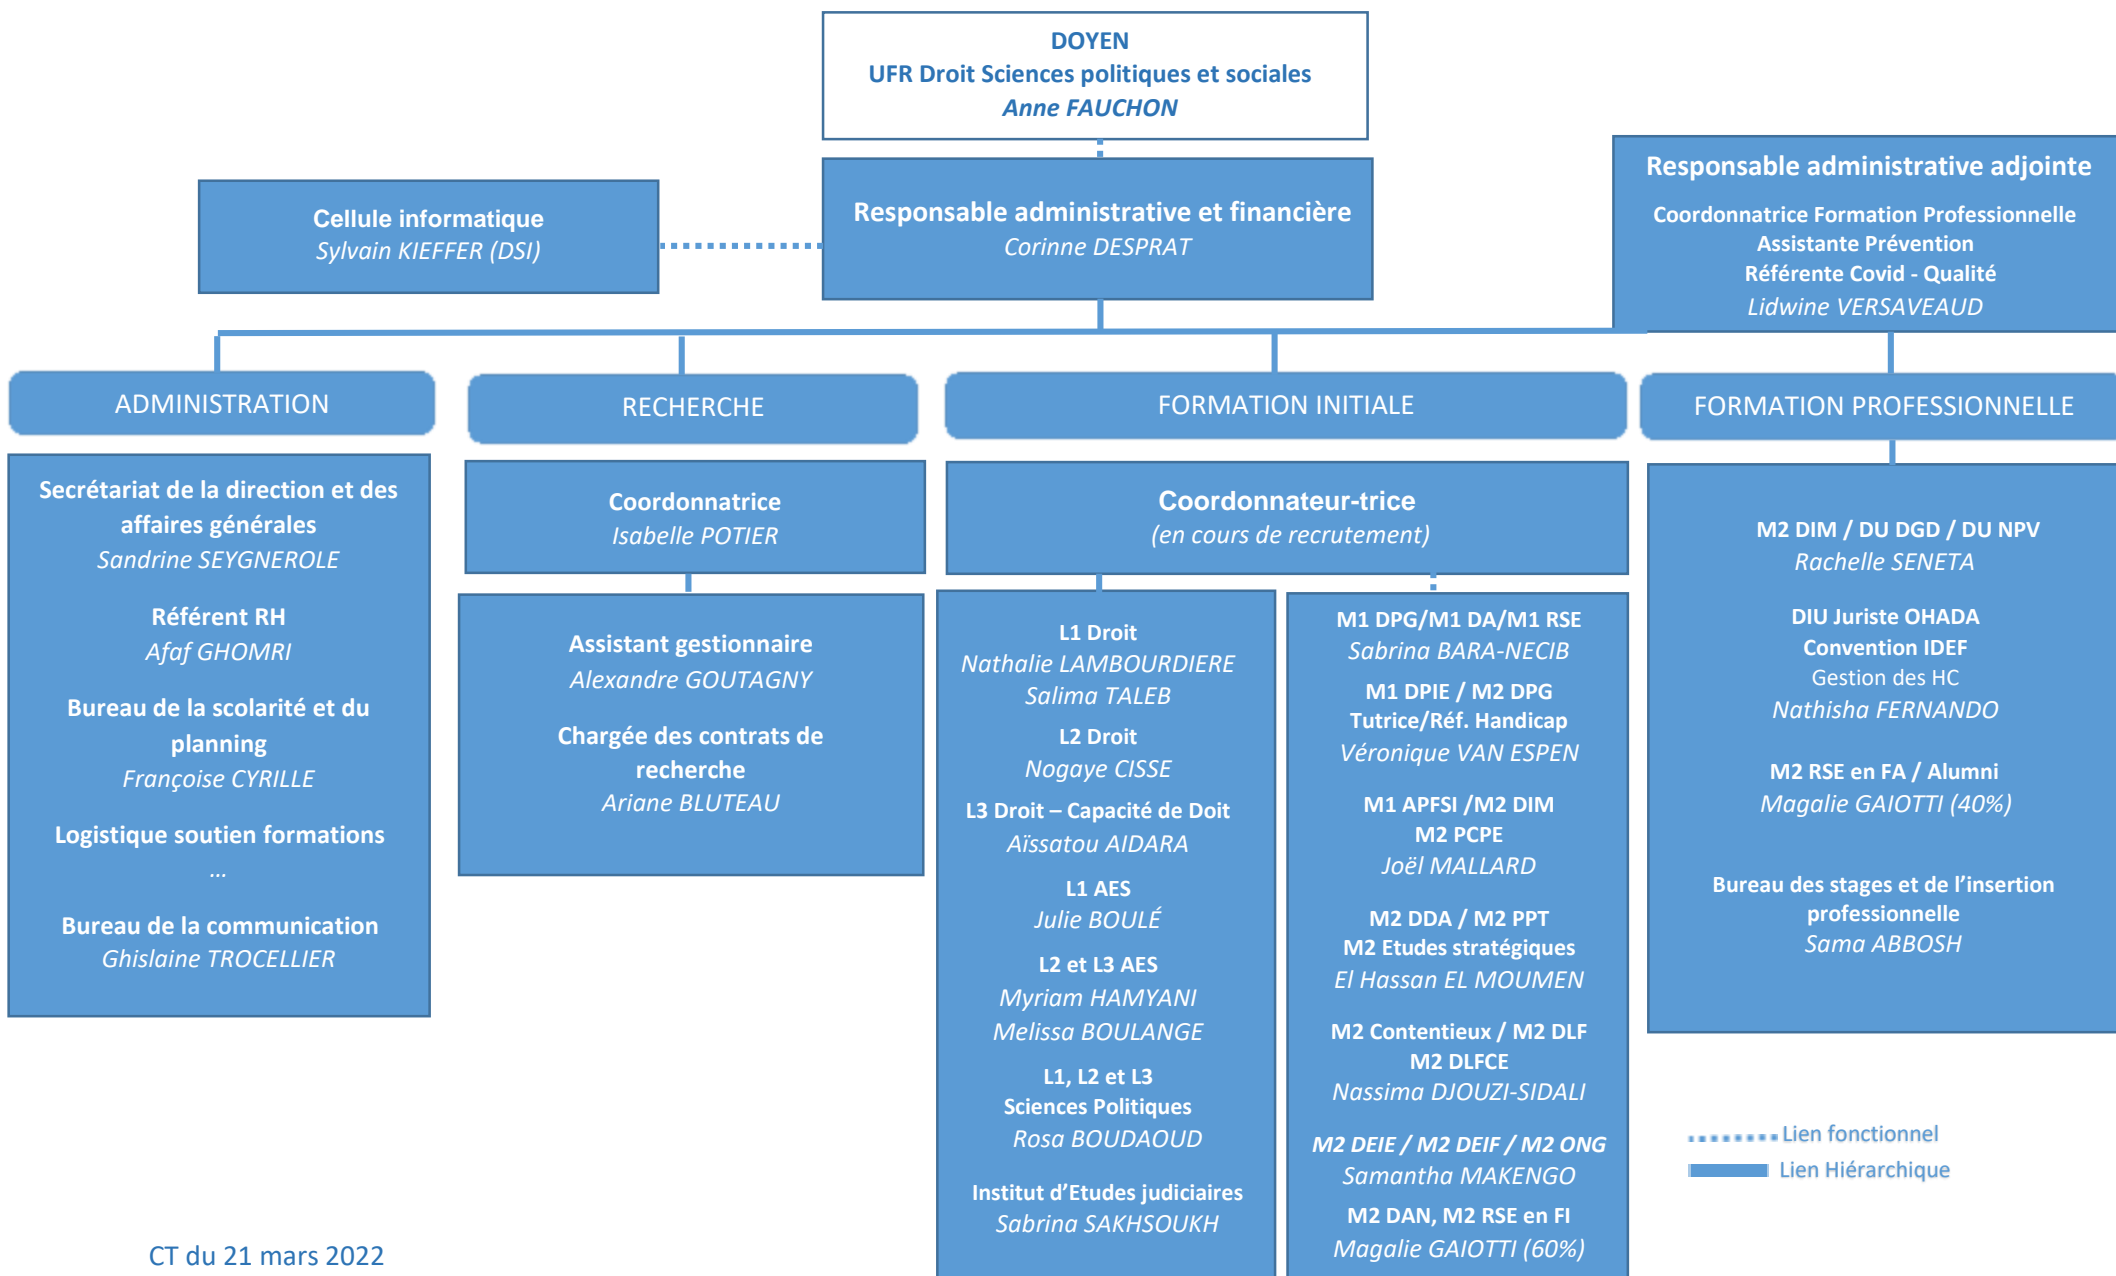 DOYEN
UFR Droit Sciences politiques et sociales
Anne FAUCHON
Cellule informatique
Sylvain KIEFFER (DSI)
Responsable administrative et financière
Corinne DESPRAT
Responsable administrative adjointe
Coordonnatrice Formation Professionnelle
Assistante Prévention
Référente Covid - Qualité
Lidwine VERSAVEAUD
ADMINISTRATION
Secrétariat de la direction et des
affaires générales
Sandrine SEYGNEROLE
Référent RH
Afaf GHOMRI
Bureau de la scolarité et du
planning
Françoise CYRILLE
Logistique soutien formations
...
Bureau de la communication
Ghislaine TROCELLIER
RECHERCHE
Coordonnatrice
Isabelle POTIER
Assistant gestionnaire
Alexandre GOUTAGNY
Chargée des contrats de
recherche
Ariane BLUTEAU
FORMATION INITIALE
Coordonnateur-trice
(en cours de recrutement)
L1 Droit
Nathalie LAMBOURDIERE
Salima TALEB
L2 Droit
Nogaye CISSE
L3 Droit – Capacité de Doit
Aïssatou AIDARA
L1 AES
Julie BOULÉ
L2 et L3 AES
Myriam HAMYANI
Melissa BOULANGE
L1, L2 et L3
Sciences Politiques
Rosa BOUDAOUD
Institut d’Etudes judiciaires
Sabrina SAKHSOUKH
M1 DPG/M1 DA/M1 RSE
Sabrina BARA-NECIB
M1 DPIE / M2 DPG
Tutrice/Réf. Handicap
Véronique VAN ESPEN
M1 APFSI /M2 DIM
M2 PCPE
Joël MALLARD
M2 DDA / M2 PPT
M2 Etudes stratégiques
El Hassan EL MOUMEN
M2 Contentieux / M2 DLF
M2 DLFCE
Nassima DJOUZI-SIDALI
M2 DEIE / M2 DEIF / M2 ONG
Samantha MAKENGO
M2 DAN, M2 RSE en FI
Magalie GAIOTTI (60%)
FORMATION PROFESSIONNELLE
M2 DIM / DU DGD / DU NPV
Rachelle SENETA
DIU Juriste OHADA
Convention IDEF
Gestion des HC
Nathisha FERNANDO
M2 RSE en FA / Alumni
Magalie GAIOTTI (40%)
Bureau des stages et de l’insertion
professionnelle
Sama ABBOSH
Lien fonctionnel
Lien Hiérarchique
CT du 21 mars 2022